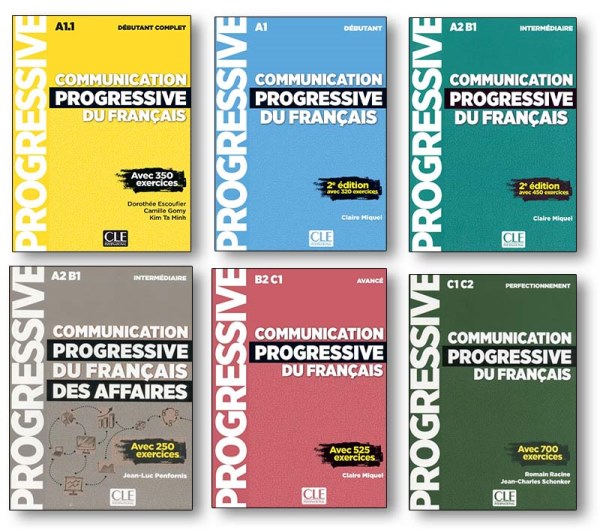 PROGRESSIVE
A1.1 DÉBUTANT COMPLET
COMMUNICATION
PROGRESSIVE
DU FRANÇAIS
Avec 350
exercices
Dorothée Escoufier
Camille Gomy
Kim Ta Minh
CLE
PROGRESSIVE
A1 DÉBUTANT
COMMUNICATION
PROGRESSIVE
DU FRANÇAIS
2e édition
avec 320 exercices
Claire Miquel
CLE
PROGRESSIVE
A2 B1 INTERMÉDIAIRE
COMMUNICATION
PROGRESSIVE
DU FRANÇAIS
2e édition
avec 450 exercices
Claire Miquel
CLE
PROGRESSIVE
A2 B1 INTERMÉDIAIRE
COMMUNICATION
PROGRESSIVE
DU FRANÇAIS
DES AFFAIRES
Avec 250
exercices
Jean-Luc Penfornis
CLE
PROGRESSIVE
B2 C1 AVANCÉ
COMMUNICATION
PROGRESSIVE
DU FRANÇAIS
Avec 525
exercices
Claire Miquel
CLE
PROGRESSIVE
C1 C2 PERFECTIONNEMENT
COMMUNICATION
PROGRESSIVE
DU FRANÇAIS
Avec 700
exercices
Romain Racine
Jean-Charles Schenker
CLE